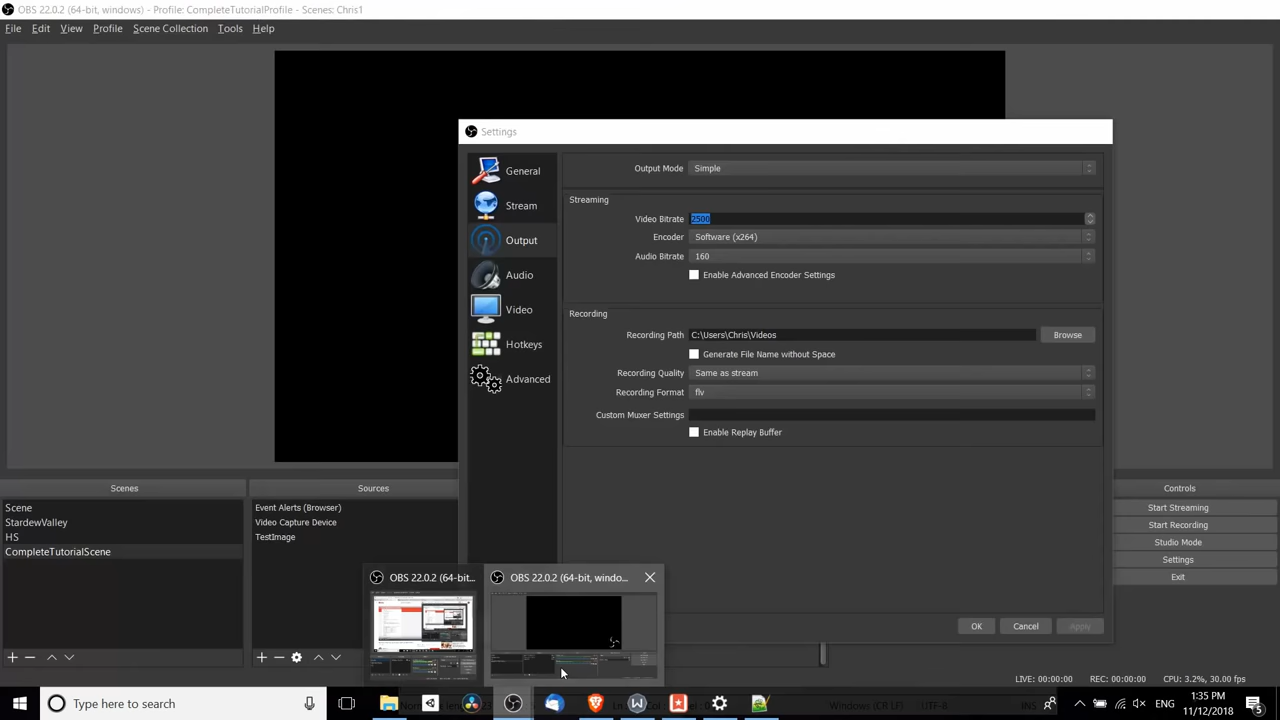 OBS 22.0.2 (64-bit, windows) - Profile: CompleteTutorialProfile - Scenes: Chris1
File Edit View Profile Scene Collection Tools Help
Settings
General
Stream
Output
Audio
Video
Hotkeys
Advanced
Output Mode Simple
Streaming
Video Bitrate 2500
Encoder Software (x264)
Audio Bitrate 160
Enable Advanced Encoder Settings
Recording
Recording Path C:\Users\Chris\Videos Browse
Generate File Name without Space
Recording Quality Same as stream
Recording Format flv
Custom Muxer Settings
Enable Replay Buffer
OK Cancel Apply
Scenes
Scene
StardewValley
HS
CompleteTutorialScene
Sources
Event Alerts (Browser)
Video Capture Device
TestImage
Controls
Start Streaming
Start Recording
Studio Mode
Settings
Exit
OBS 22.0.2 (64-bit... OBS 22.0.2 (64-bit, windo...
LIVE: 00:00:00 REC: 00:00:00 CPU: 3.2%, 30.00 fps
Type here to search
Windows (CR LF)
ENG
1:35 PM
11/12/2018
5